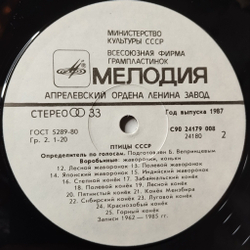 МИНИСТЕРСТВО
КУЛЬТУРЫ СССР
ВСЕСОЮЗНАЯ ФИРМА
ГРАМПЛАСТИНОК
МЕЛОДИЯ
АПРЕЛЕВСКИЙ ОРДЕНА ЛЕНИНА ЗАВОД
СТЕРЕО 33
Год выпуска 1987
ГОСТ 5289-80
Гр. 2. 1-20
С90 24179 008
24180 2
ПТИЦЫ СССР
Определитель по голосам. Подготовил Б. Вепринцев
Воробьиные: жаворонки, коньки
12. Лесной жаворонок 13. Полевой жаворонок
14. Японский жаворонок 15. Индийский жаворонок
16. Степной конёк 17. Забайкальский конёк
18. Полевой конёк 19. Лесной конёк
20. Пятнистый конёк 21. Конёк Мензбира
22. Сибирский конёк 23. Луговой конёк
24. Краснозобый конёк
25. Горный конёк
Записи 1962—1985 гг.